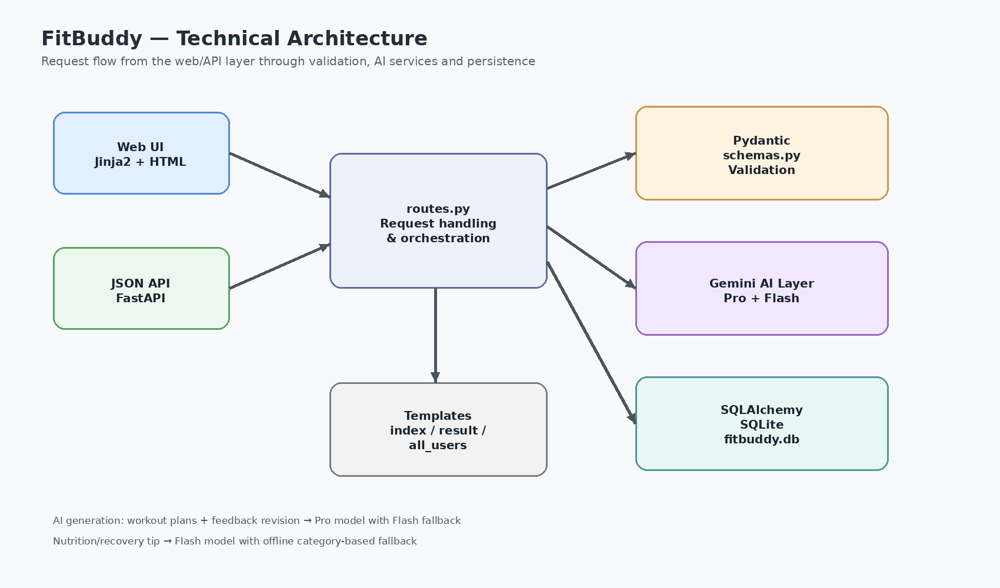 FitBuddy — Technical Architecture
Request flow from the web/API layer through validation, AI services and persistence
Web UI
Jinja2 + HTML
JSON API
FastAPI
routes.py
Request handling
& orchestration
Templates
index / result /
all_users
Pydantic
schemas.py
Validation
Gemini AI Layer
Pro + Flash
SQLAlchemy
SQLite
fitbuddy.db
AI generation: workout plans + feedback revision → Pro model with Flash fallback
Nutrition/recovery tip → Flash model with offline category-based fallback